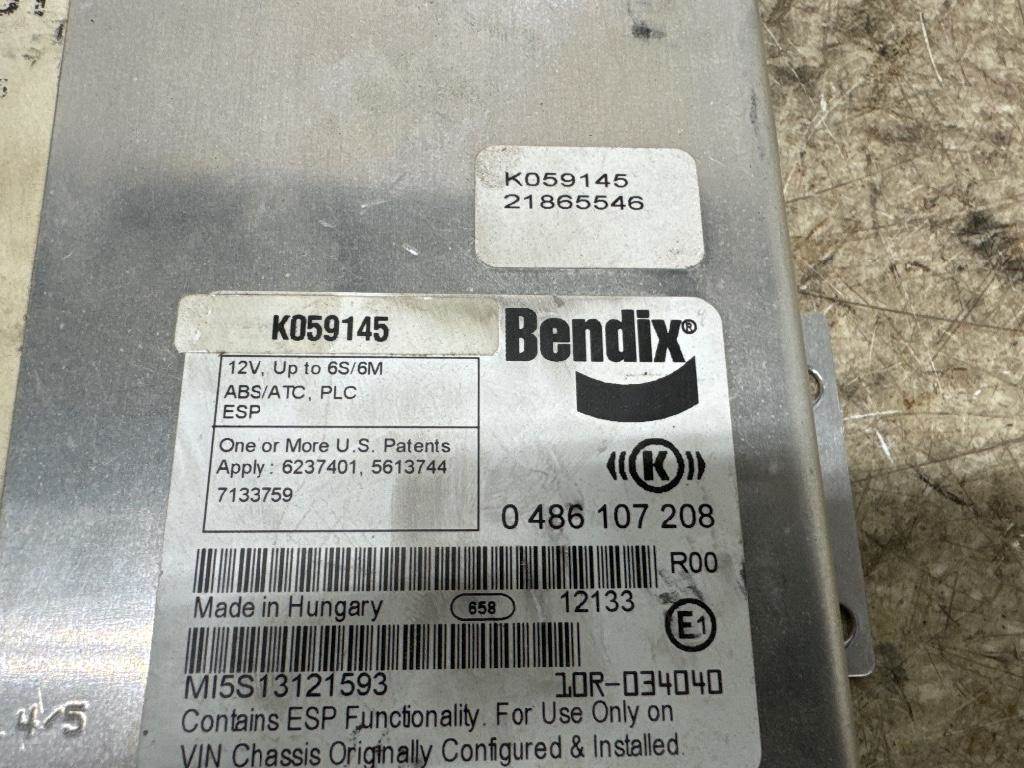 K059145
21865546
K059145
Bendix®
12V, Up to 6S/6M
ABS/ATC, PLC
ESP
One or More U.S. Patents
Apply : 6237401, 5613744
7133759
K
0 486 107 208
R00
Made in Hungary 658 12133
E1
MI5S13121593 10R-034040
Contains ESP Functionality. For Use Only on
VIN Chassis Originally Configured & Installed.
4/5